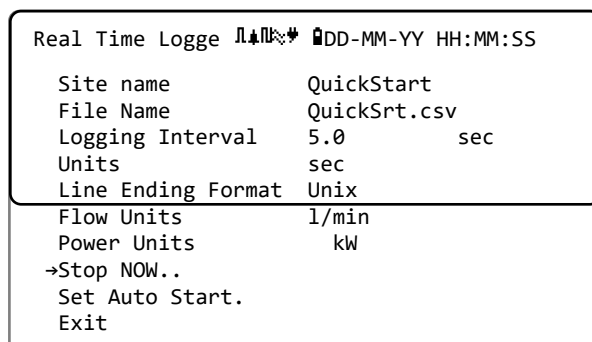 Real Time Logge DD-MM-YY HH:MM:SS
Site name QuickStart
File Name QuickSrt.csv
Logging Interval 5.0 sec
Units sec
Line Ending Format Unix
Flow Units l/min
Power Units kW
→Stop NOW..
Set Auto Start.
Exit